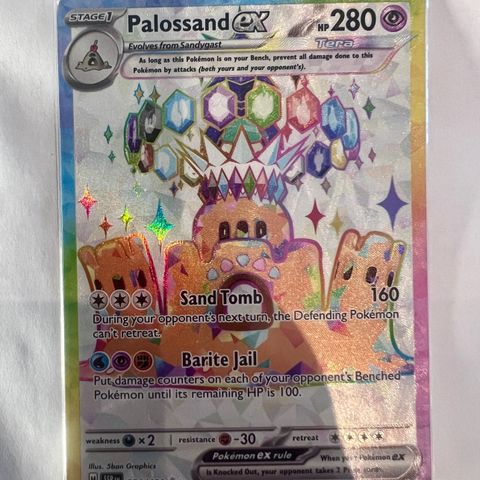 STAGE 1
Palossand ex
HP 280
Evolves from Sandygast
Tera
As long as this Pokémon is on your Bench, prevent all damage done to this
Pokémon by attacks (both yours and your opponent's).
Sand Tomb 160
During your opponent's next turn, the Defending Pokémon
can't retreat.
Barite Jail
Put damage counters on each of your opponent's Benched
Pokémon until its remaining HP is 100.
weakness ×2 resistance -30 retreat
Illus. 5ban Graphics
Pokémon ex rule
When your Pokémon ex
is Knocked Out, your opponent takes 2 Prize